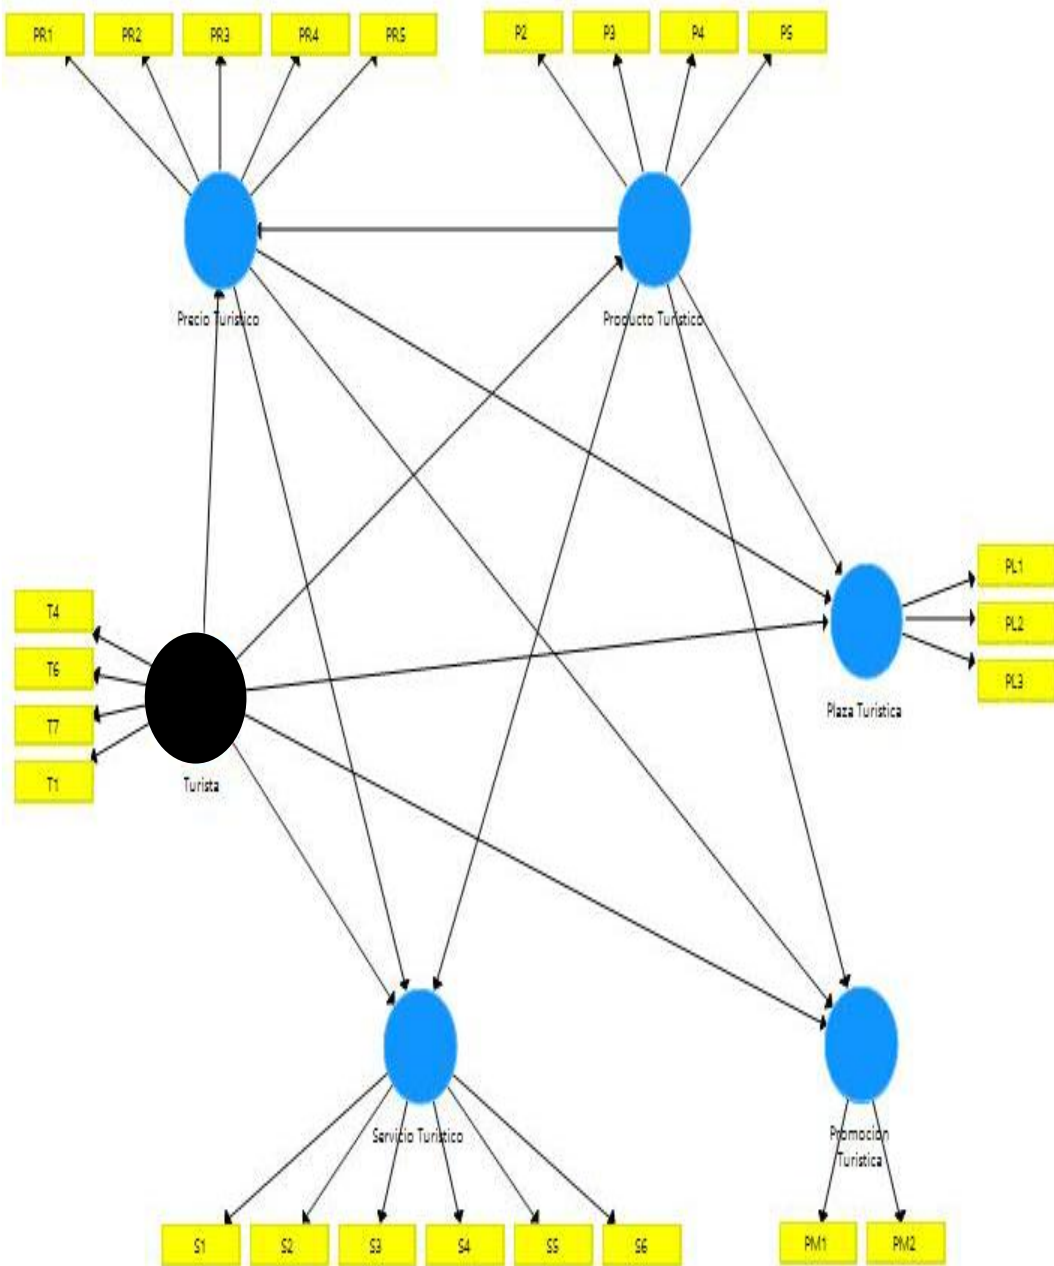 PR1 PR2 PR3 PR4 PR5
P2 P3 P4 P5
Precio Turistico
Producto Turistico
PL1
PL2
PL3
Plaza Turistica
T4
T6
T7
T1
Turista
Servicio Turistico
Promocion
Turistica
S1 S2 S3 S4 S5 S6
PM1 PM2